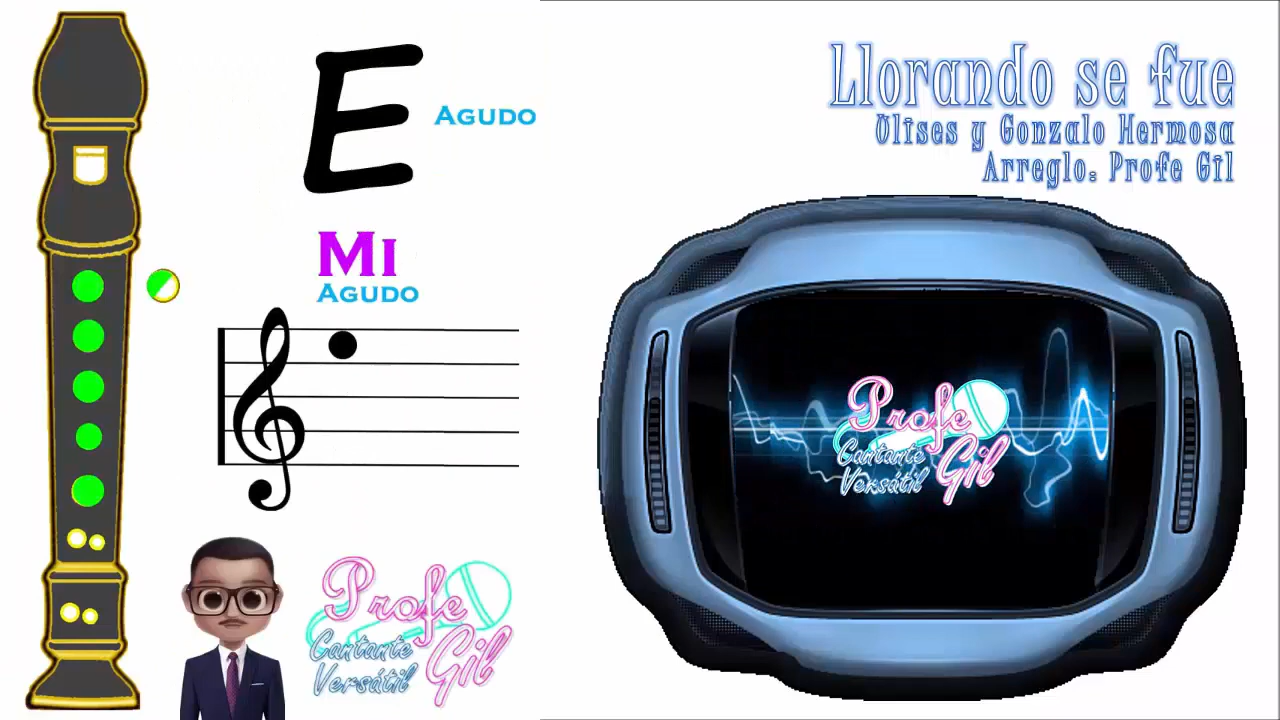 E
AGUDO
MI
AGUDO
Profe
Gil
Cantante
Versátil
Llorando se fue
Ulises y Gonzalo Hermosa
Arreglo: Profe Gil
Profe
Gil
Cantante
Versátil